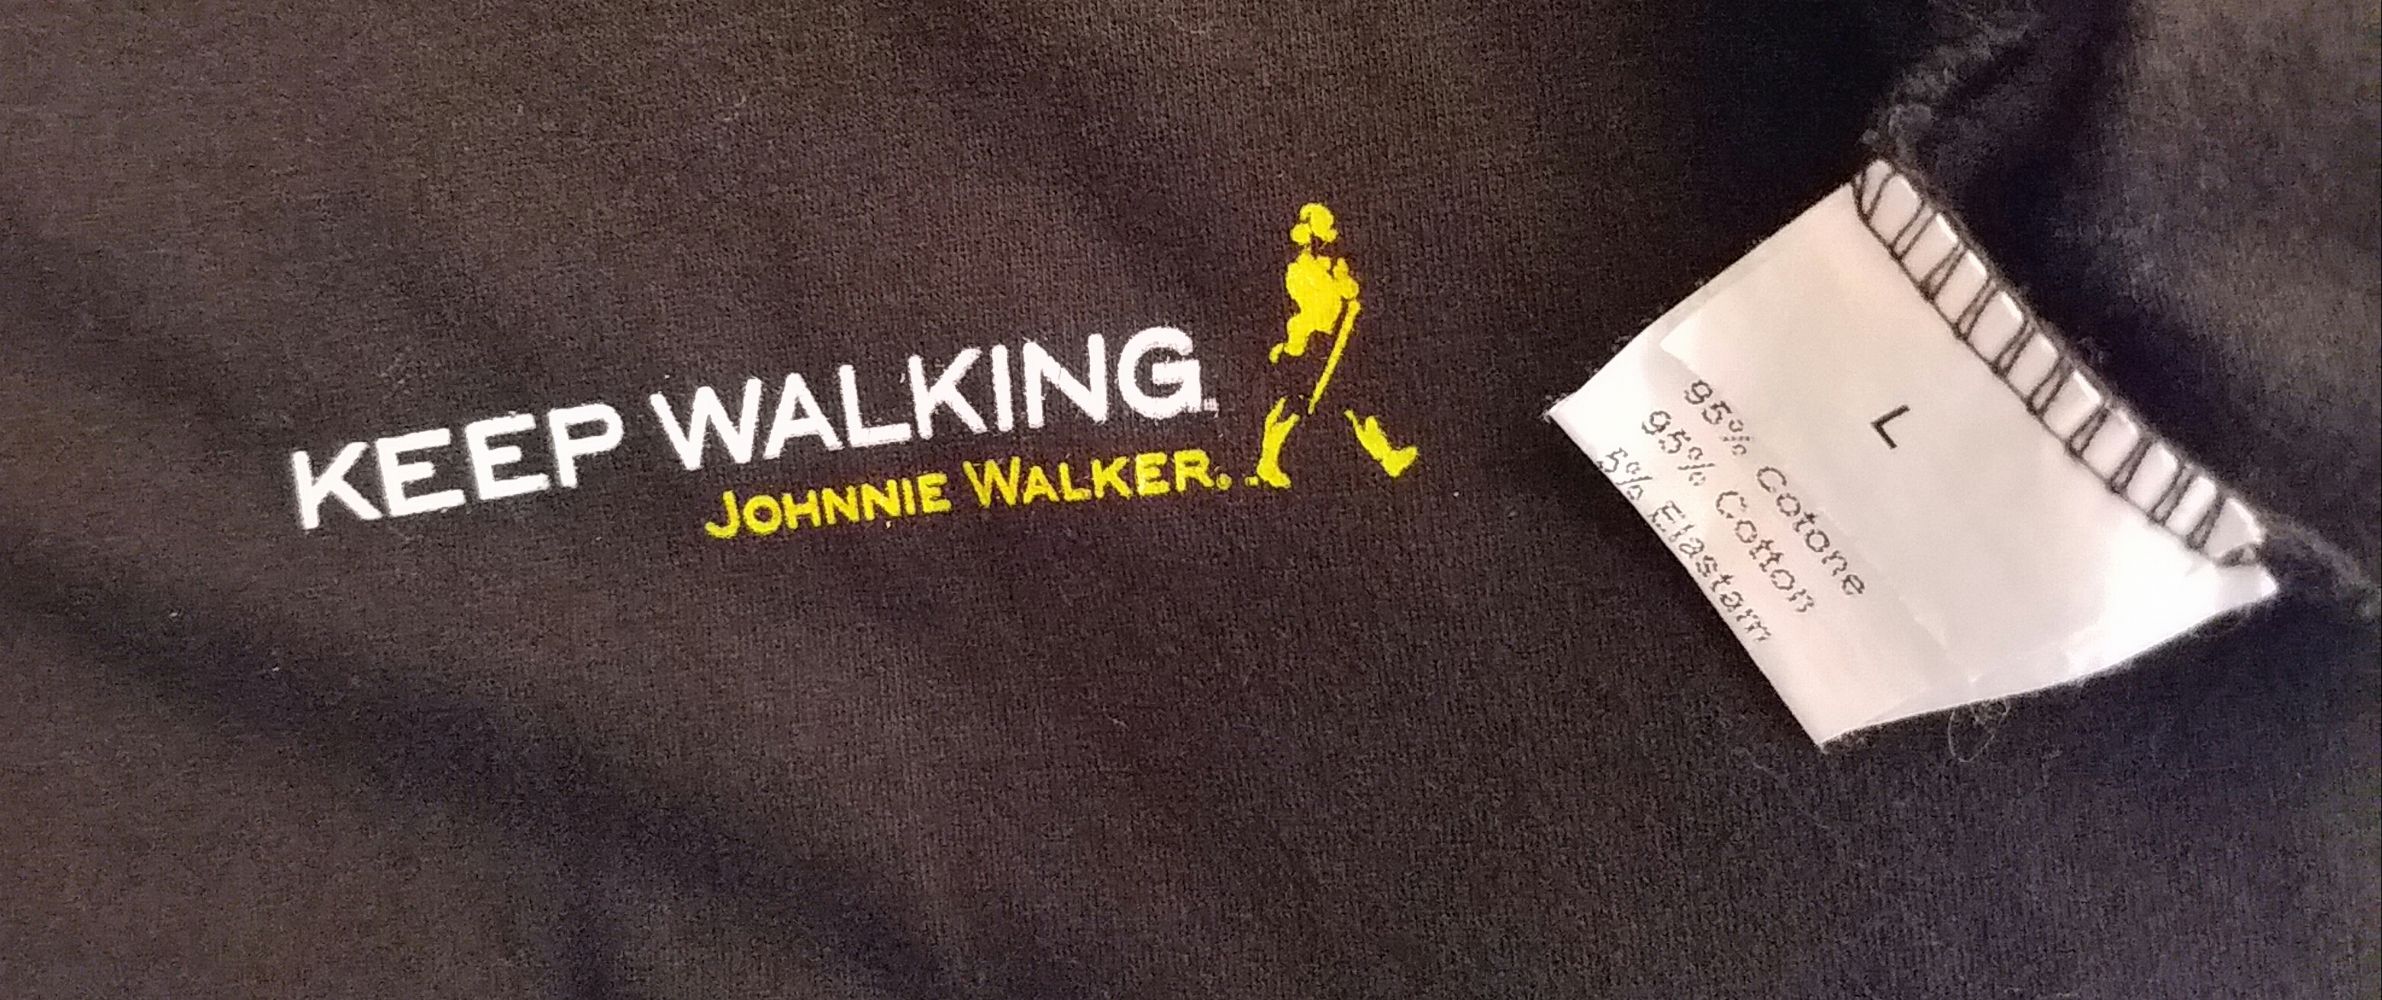 KEEP WALKING.
JOHNNIE WALKER.
L
95% Cotone
95% Cotton
5% Elastam